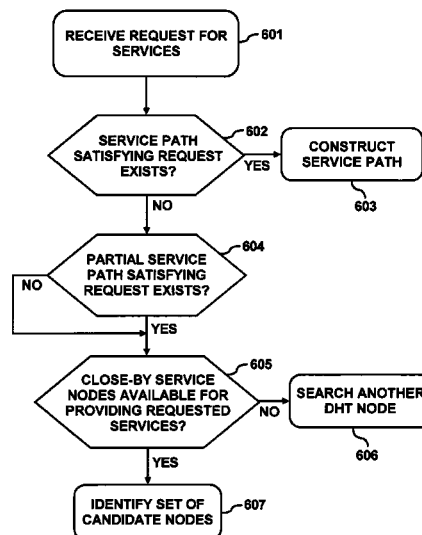 RECEIVE REQUEST FOR
SERVICES
601
SERVICE PATH
SATISFYING REQUEST
EXISTS?
602
YES
CONSTRUCT
SERVICE PATH
603
NO
PARTIAL SERVICE
PATH SATISFYING
REQUEST EXISTS?
604
NO
YES
CLOSE-BY SERVICE
NODES AVAILABLE FOR
PROVIDING REQUESTED
SERVICES?
605
NO
SEARCH ANOTHER
DHT NODE
606
YES
IDENTIFY SET OF
CANDIDATE NODES
607